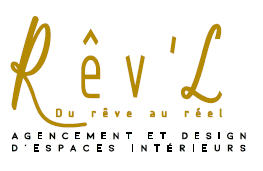 Rêv'L
Du rêve au réel
AGENCEMENT ET DESIGN
D'ESPACES INTÉRIEURS